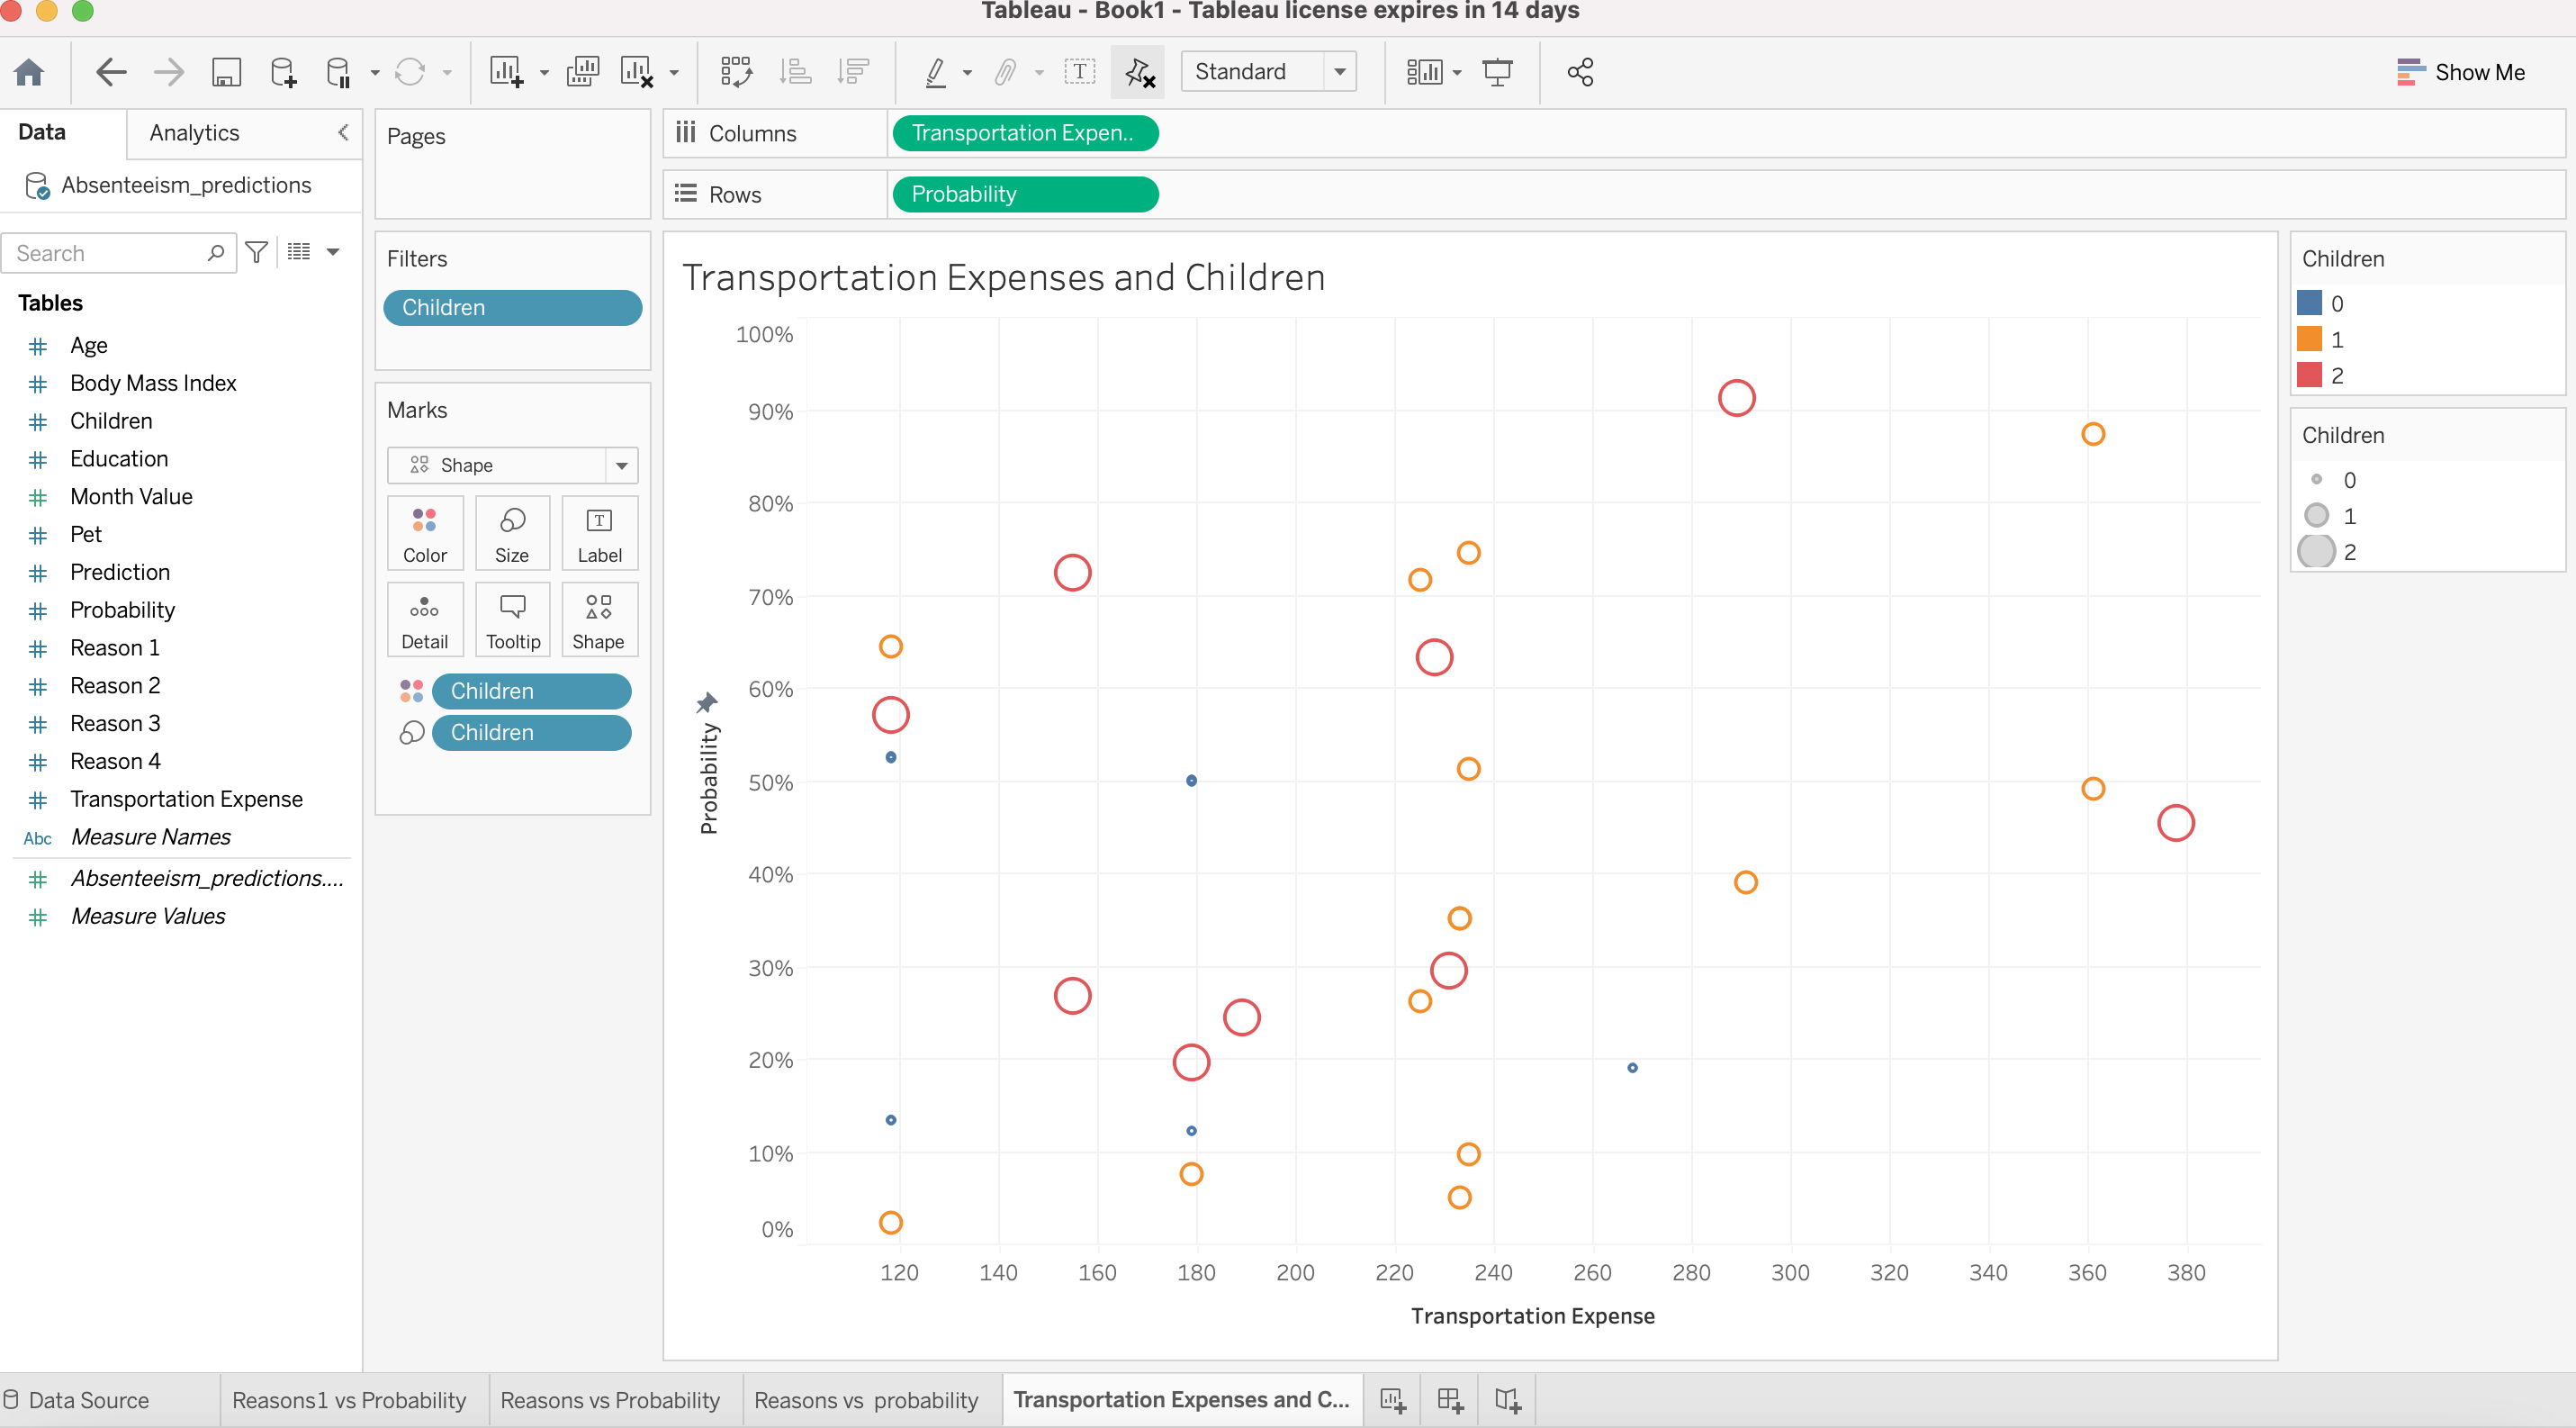 Tableau - Book1 - Tableau license expires in 14 days
Standard
Show Me
Data
Analytics
Absenteeism_predictions
Search
Tables
Age
Body Mass Index
Children
Education
Month Value
Pet
Prediction
Probability
Reason 1
Reason 2
Reason 3
Reason 4
Transportation Expense
Abc Measure Names
Absenteeism_predictions....
Measure Values
Pages
Filters
Children
Marks
Shape
Color Size Label
Detail Tooltip Shape
Children
Children
Columns Transportation Expen..
Rows Probability
Transportation Expenses and Children
Probability
100%
90%
80%
70%
60%
50%
40%
30%
20%
10%
0%
120 140 160 180 200 220 240 260 280 300 320 340 360 380
Transportation Expense
Children
0
1
2
Children
0
1
2
Data Source
Reasons1 vs Probability
Reasons vs Probability
Reasons vs  probability
Transportation Expenses and C...